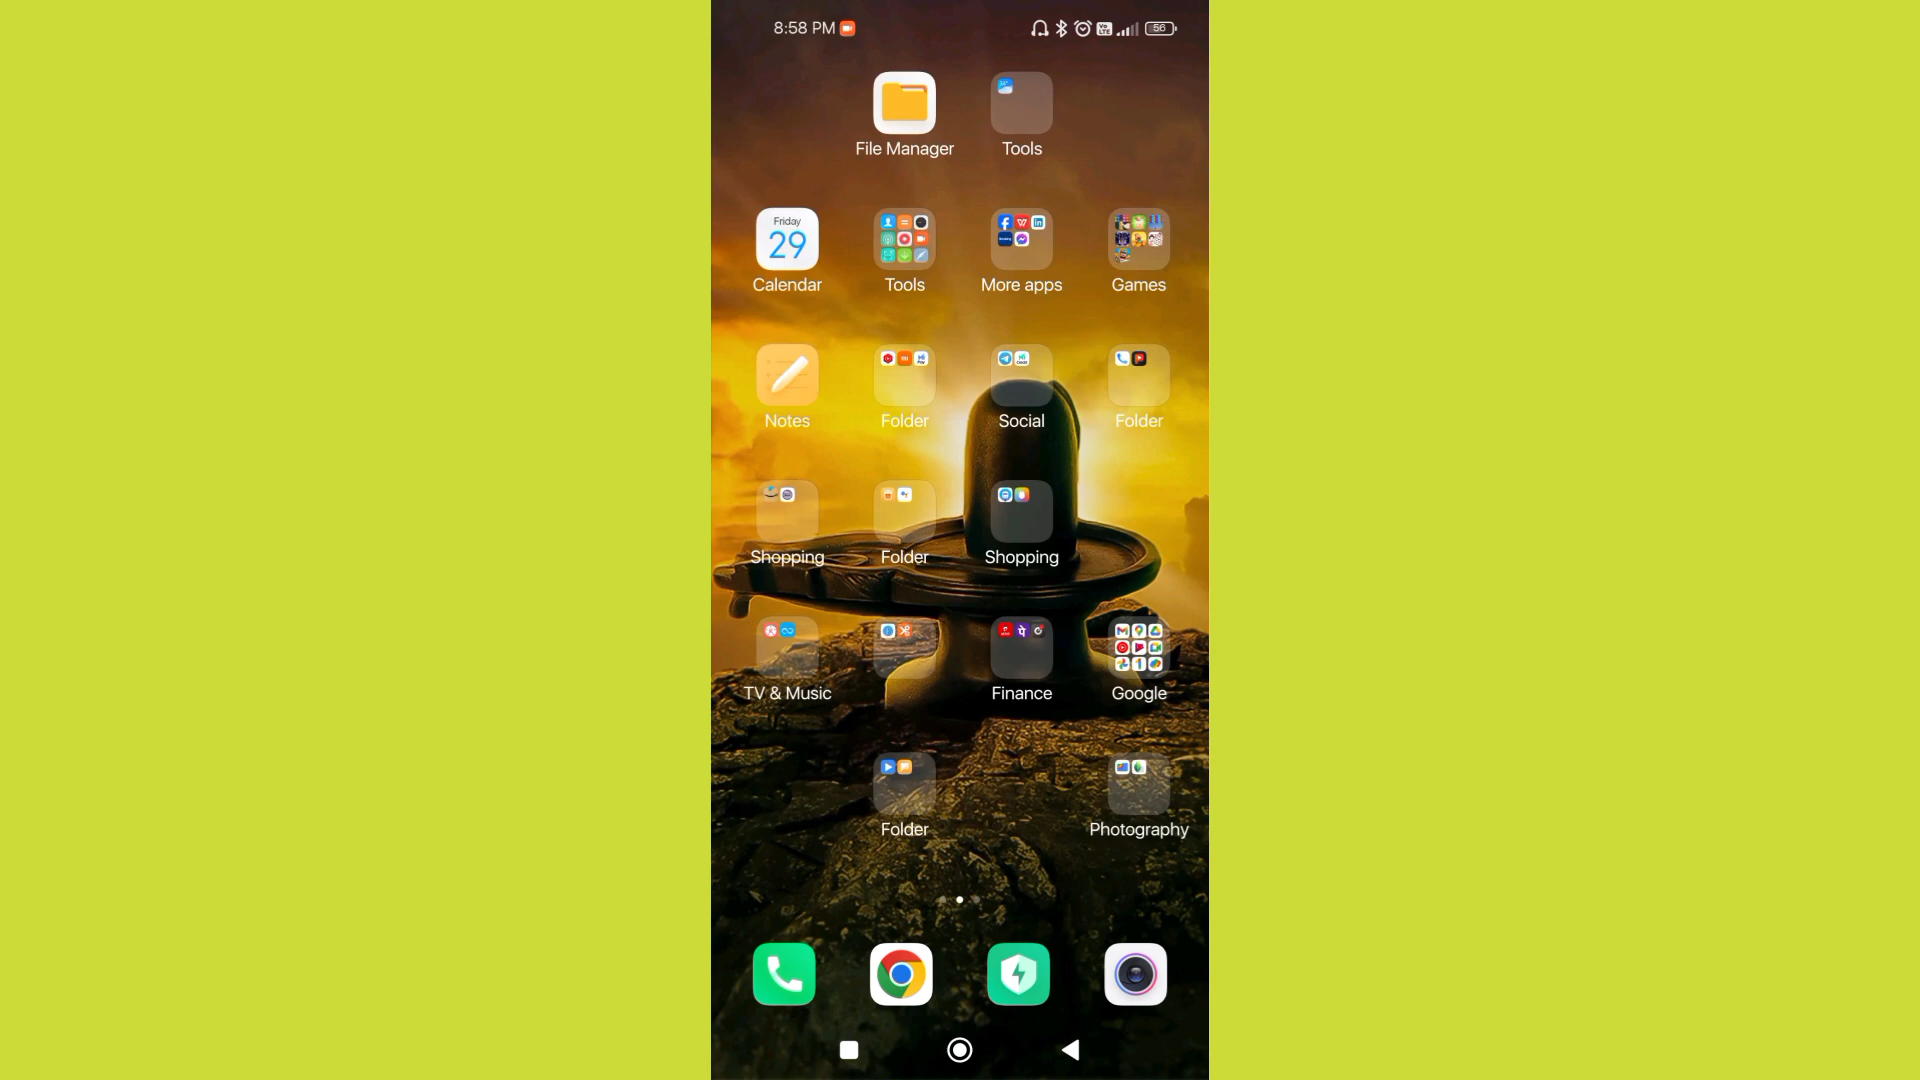 8:58 PM
56
File Manager
Tools
Friday
29
Calendar
Tools
More apps
Games
Notes
Folder
Social
Folder
Shopping
Folder
Shopping
TV & Music
Finance
Google
Folder
Photography